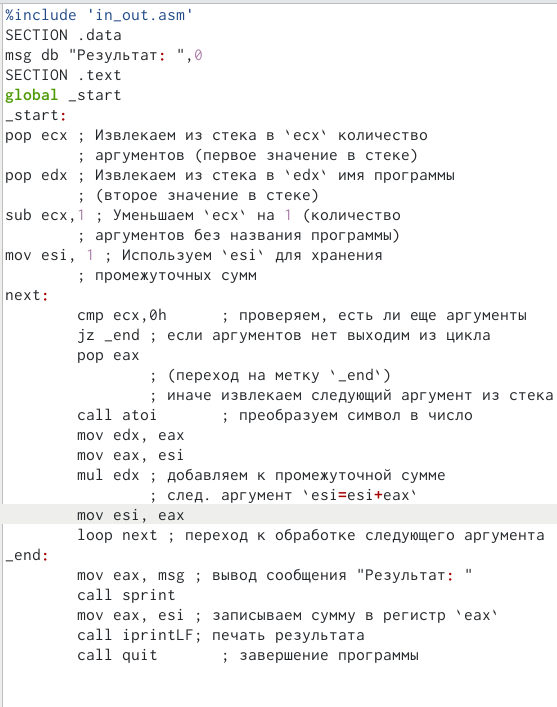 %include 'in_out.asm'
SECTION .data
msg db "Результат: ",0
SECTION .text
global _start
_start:
pop ecx ; Извлекаем из стека в `ecx` количество
        ; аргументов (первое значение в стеке)
pop edx ; Извлекаем из стека в `edx` имя программы
        ; (второе значение в стеке)
sub ecx,1 ; Уменьшаем `ecx` на 1 (количество
        ; аргументов без названия программы)
mov esi, 1 ; Используем `esi` для хранения
        ; промежуточных сумм
next:
        cmp ecx,0h      ; проверяем, есть ли еще аргументы
        jz _end ; если аргументов нет выходим из цикла
        pop eax
                ; (переход на метку `_end`)
                ; иначе извлекаем следующий аргумент из стека
        call atoi       ; преобразуем символ в число
        mov edx, eax
        mov eax, esi
        mul edx ; добавляем к промежуточной сумме
                ; след. аргумент `esi=esi+eax`
        mov esi, eax
        loop next ; переход к обработке следующего аргумента
_end:
        mov eax, msg ; вывод сообщения "Результат: "
        call sprint
        mov eax, esi ; записываем сумму в регистр `eax`
        call iprintLF; печать результата
        call quit       ; завершение программы